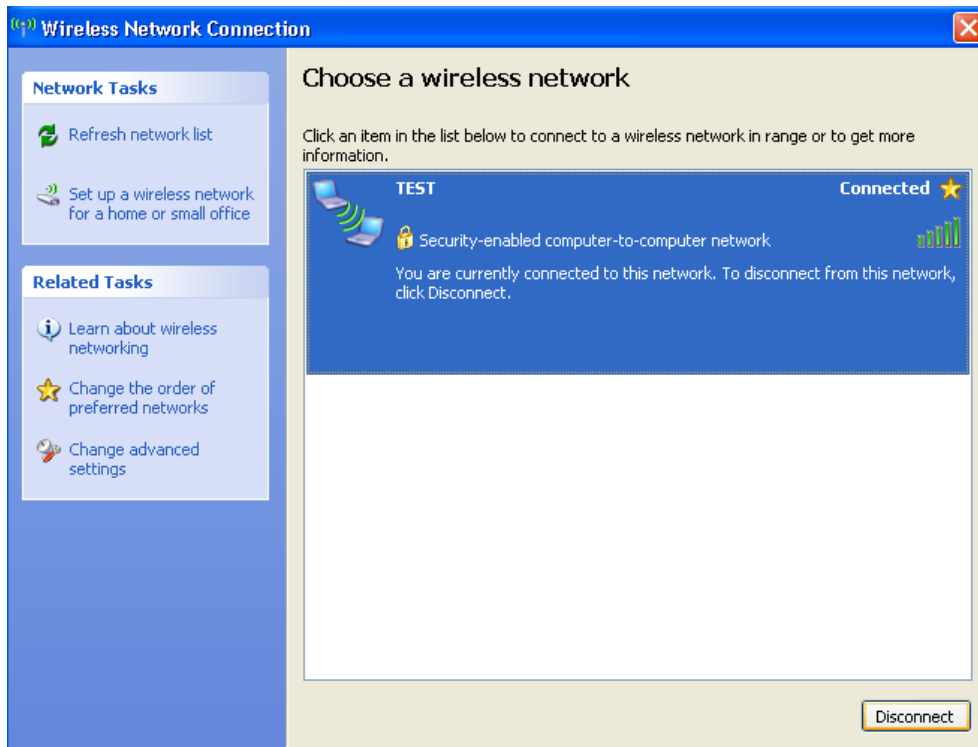 Wireless Network Connection
Network Tasks
Refresh network list
Set up a wireless network
for a home or small office
Related Tasks
Learn about wireless
networking
Change the order of
preferred networks
Change advanced
settings
Choose a wireless network
Click an item in the list below to connect to a wireless network in range or to get more
information.
TEST Connected
Security-enabled computer-to-computer network
You are currently connected to this network. To disconnect from this network,
click Disconnect.
Disconnect